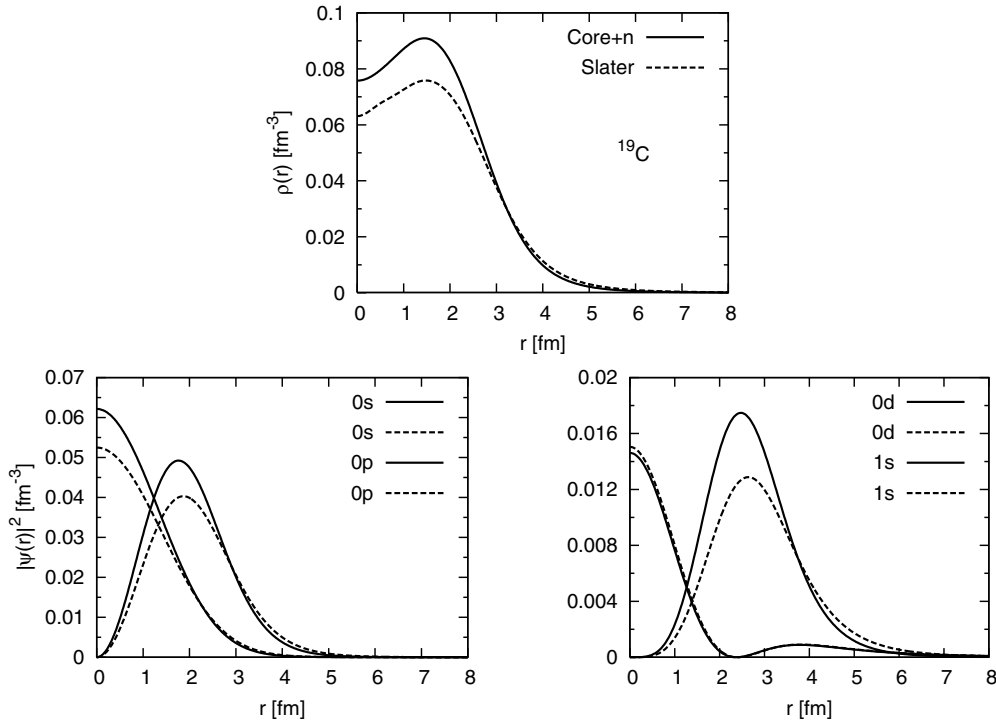 0.1
0.08
0.06
0.04
0.02
0
ρ(r) [fm⁻³]
Core+n
Slater
¹⁹C
0 1 2 3 4 5 6 7 8
r [fm]
0.07
0.06
0.05
0.04
0.03
0.02
0.01
0
|ψ(r)|² [fm⁻³]
0s
0s
0p
0p
0 1 2 3 4 5 6 7 8
r [fm]
0.02
0.016
0.012
0.008
0.004
0
0d
0d
1s
1s
0 1 2 3 4 5 6 7 8
r [fm]